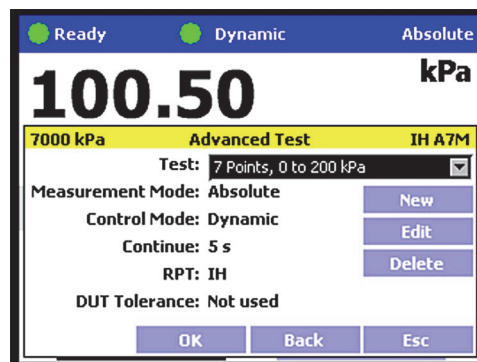 Ready Dynamic Absolute
100.50 kPa
7000 kPa Advanced Test IH A7M
Test: 7 Points, 0 to 200 kPa
Measurement Mode: Absolute
New
Control Mode: Dynamic
Edit
Continue: 5 s
Delete
RPT: IH
DUT Tolerance: Not used
OK Back Esc